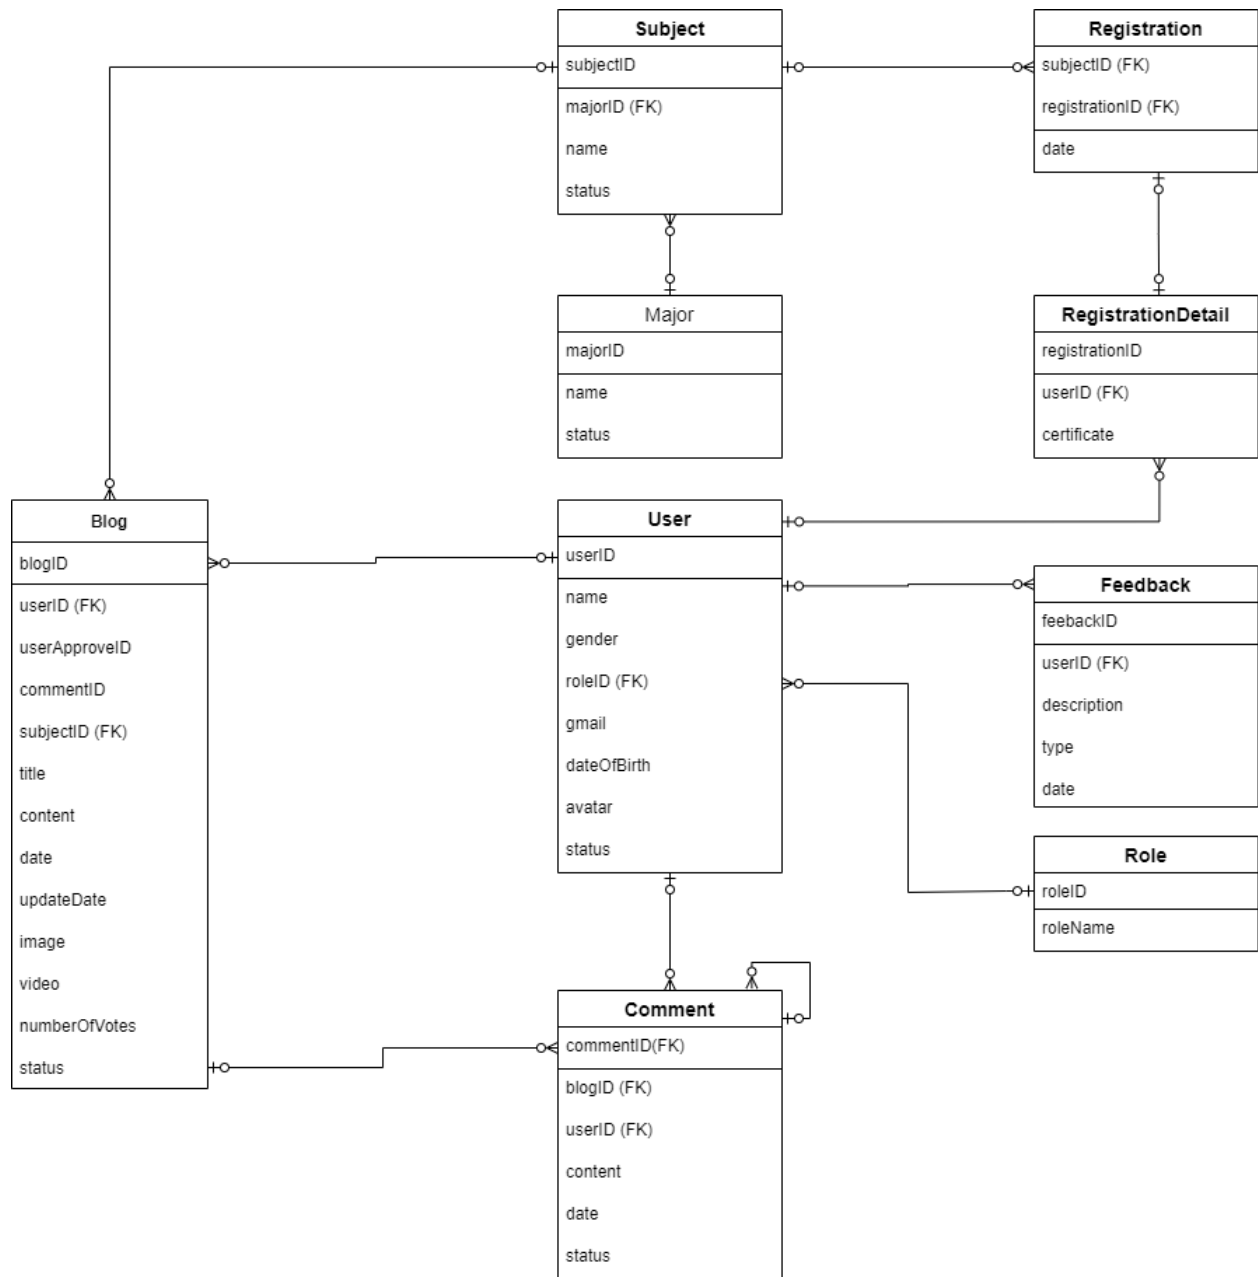 Subject
subjectID
majorID (FK)
name
status
Registration
subjectID (FK)
registrationID (FK)
date
Major
majorID
name
status
RegistrationDetail
registrationID
userID (FK)
certificate
Blog
blogID
userID (FK)
userApproveID
commentID
subjectID (FK)
title
content
date
updateDate
image
video
numberOfVotes
status
User
userID
name
gender
roleID (FK)
gmail
dateOfBirth
avatar
status
Feedback
feebackID
userID (FK)
description
type
date
Role
roleID
roleName
Comment
commentID(FK)
blogID (FK)
userID (FK)
content
date
status